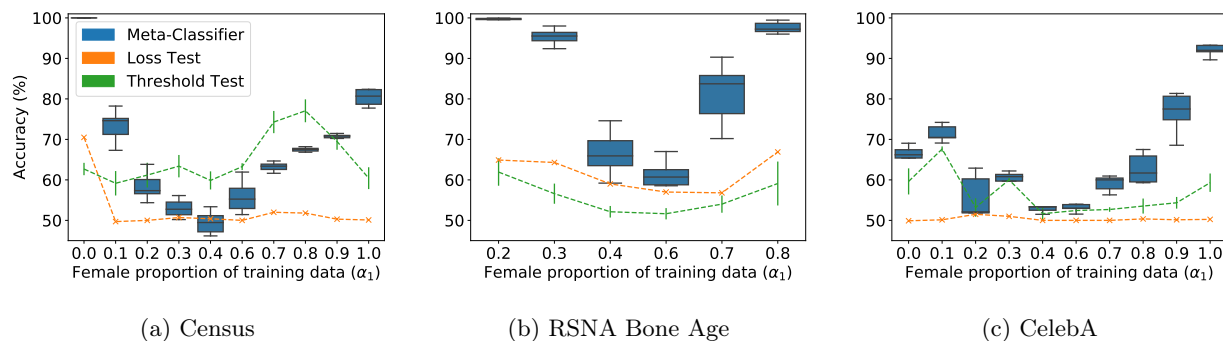 100
90
80
70
60
50
Accuracy (%)
Meta-Classifier
Loss Test
Threshold Test
0.0 0.1 0.2 0.3 0.4 0.6 0.7 0.8 0.9 1.0
Female proportion of training data (α₁)
(a) Census
100
90
80
70
60
50
0.2 0.3 0.4 0.6 0.7 0.8
Female proportion of training data (α₁)
(b) RSNA Bone Age
100
90
80
70
60
50
0.0 0.1 0.2 0.3 0.4 0.6 0.7 0.8 0.9 1.0
Female proportion of training data (α₁)
(c) CelebA